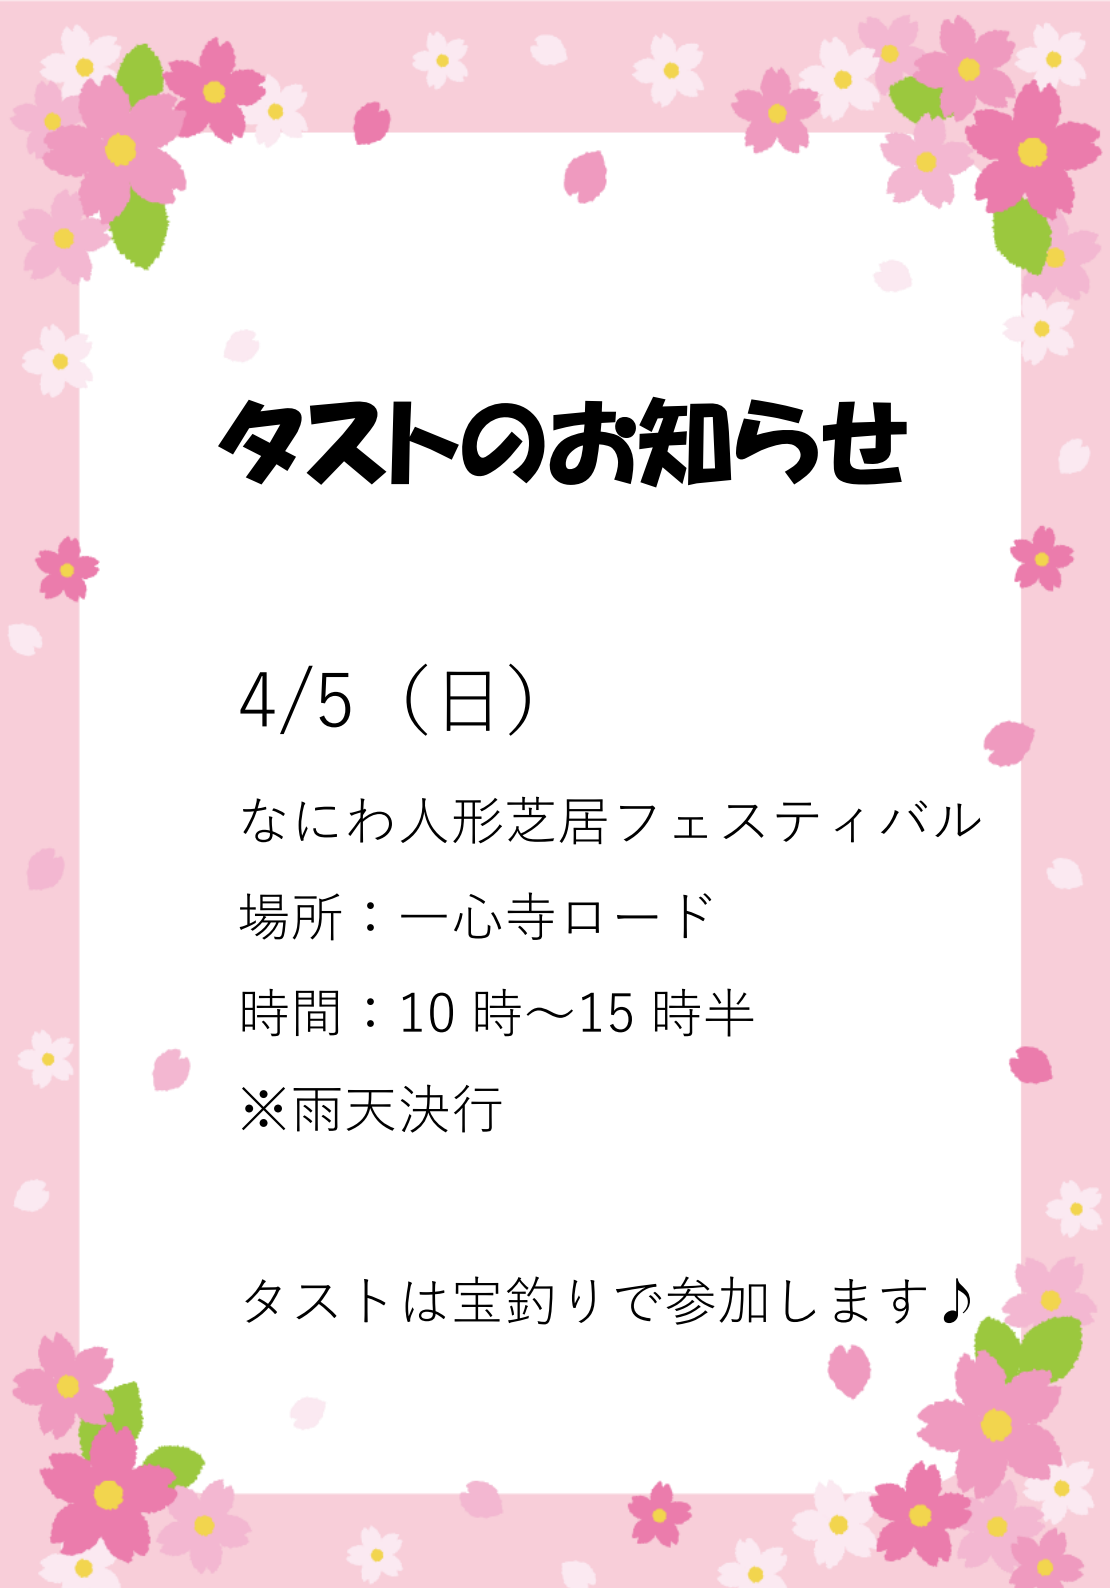 タストのお知らせ
4/5（日）
なにわ人形芝居フェスティバル
場所：一心寺ロード
時間：10 時～15 時半
※雨天決行
タストは宝釣りで参加します♪